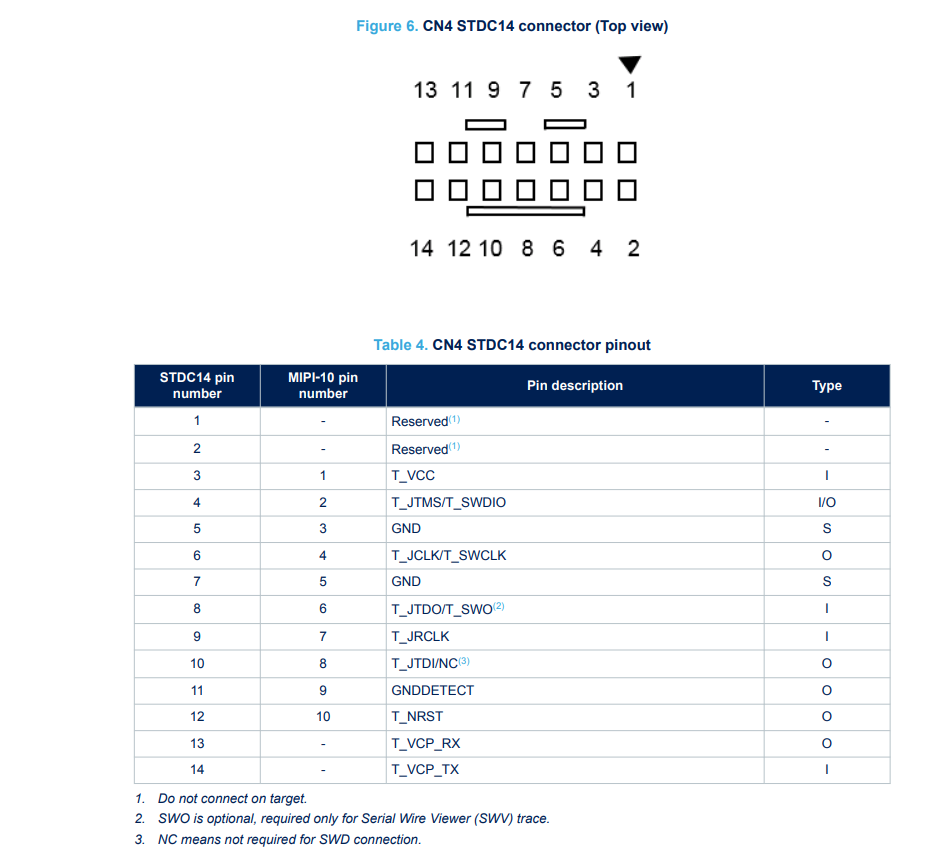 Figure 6. CN4 STDC14 connector (Top view)
13 11 9 7 5 3 1
14 12 10 8 6 4 2
Table 4. CN4 STDC14 connector pinout
STDC14 pin number MIPI-10 pin number Pin description Type
1 - Reserved(1) -
2 - Reserved(1) -
3 1 T_VCC I
4 2 T_JTMS/T_SWDIO I/O
5 3 GND S
6 4 T_JCLK/T_SWCLK O
7 5 GND S
8 6 T_JTDO/T_SWO(2) I
9 7 T_JRCLK I
10 8 T_JTDI/NC(3) O
11 9 GNDDETECT O
12 10 T_NRST O
13 - T_VCP_RX O
14 - T_VCP_TX I
1. Do not connect on target.
2. SWO is optional, required only for Serial Wire Viewer (SWV) trace.
3. NC means not required for SWD connection.